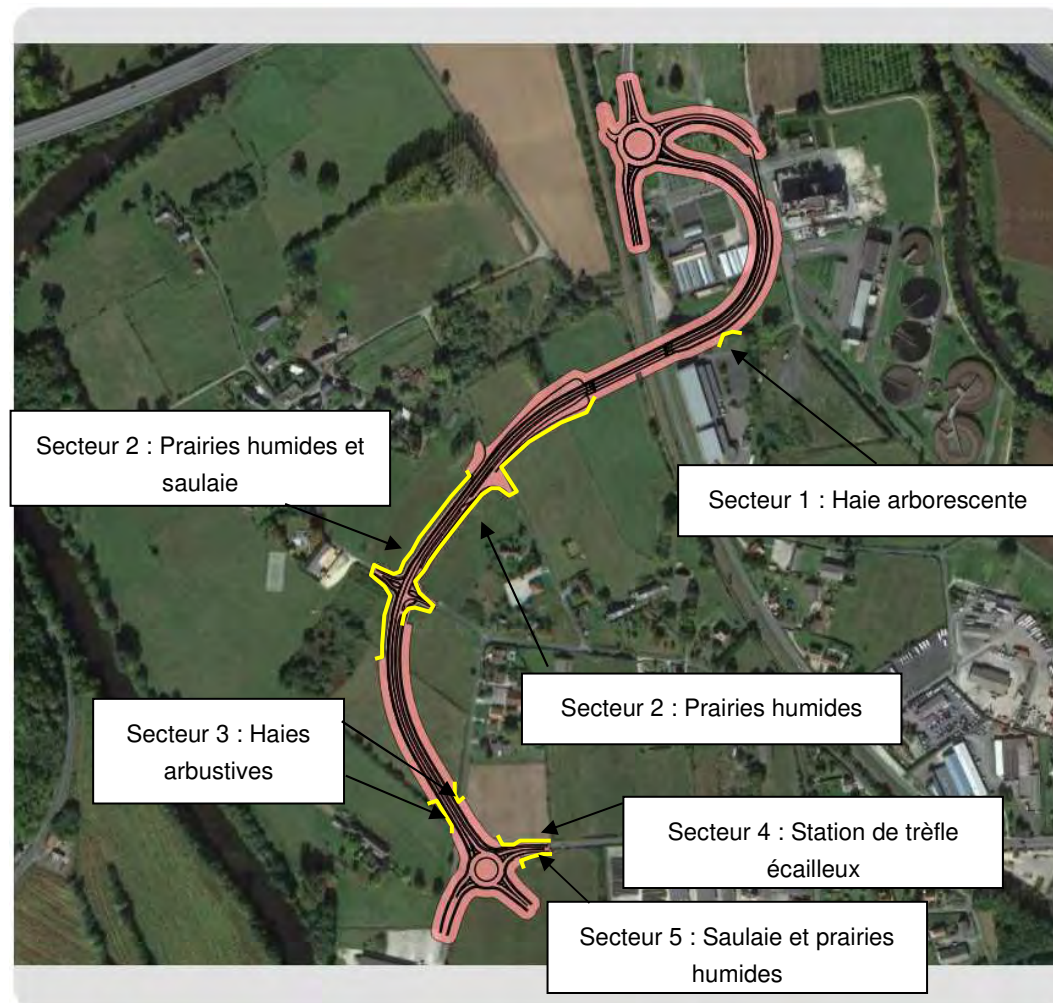 Secteur 2 : Prairies humides et
saulaie
Secteur 1 : Haie arborescente
Secteur 2 : Prairies humides
Secteur 3 : Haies
arbustives
Secteur 4 : Station de trèfle
écailleux
Secteur 5 : Saulaie et prairies
humides